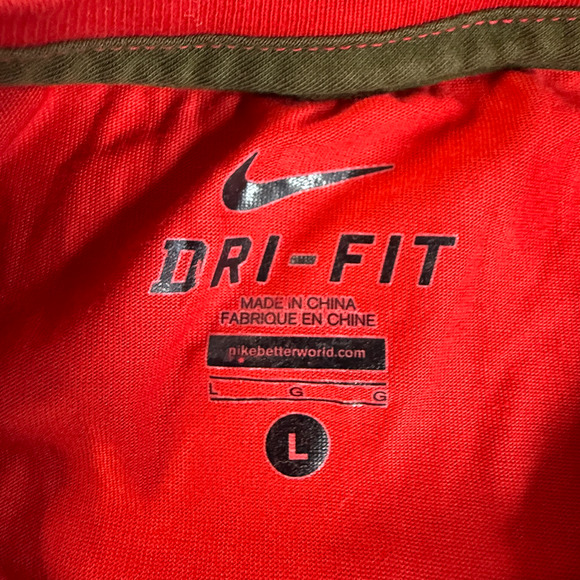 DRI-FIT
MADE IN CHINA
FABRIQUE EN CHINE
nikebetterworld.com
L G G
L